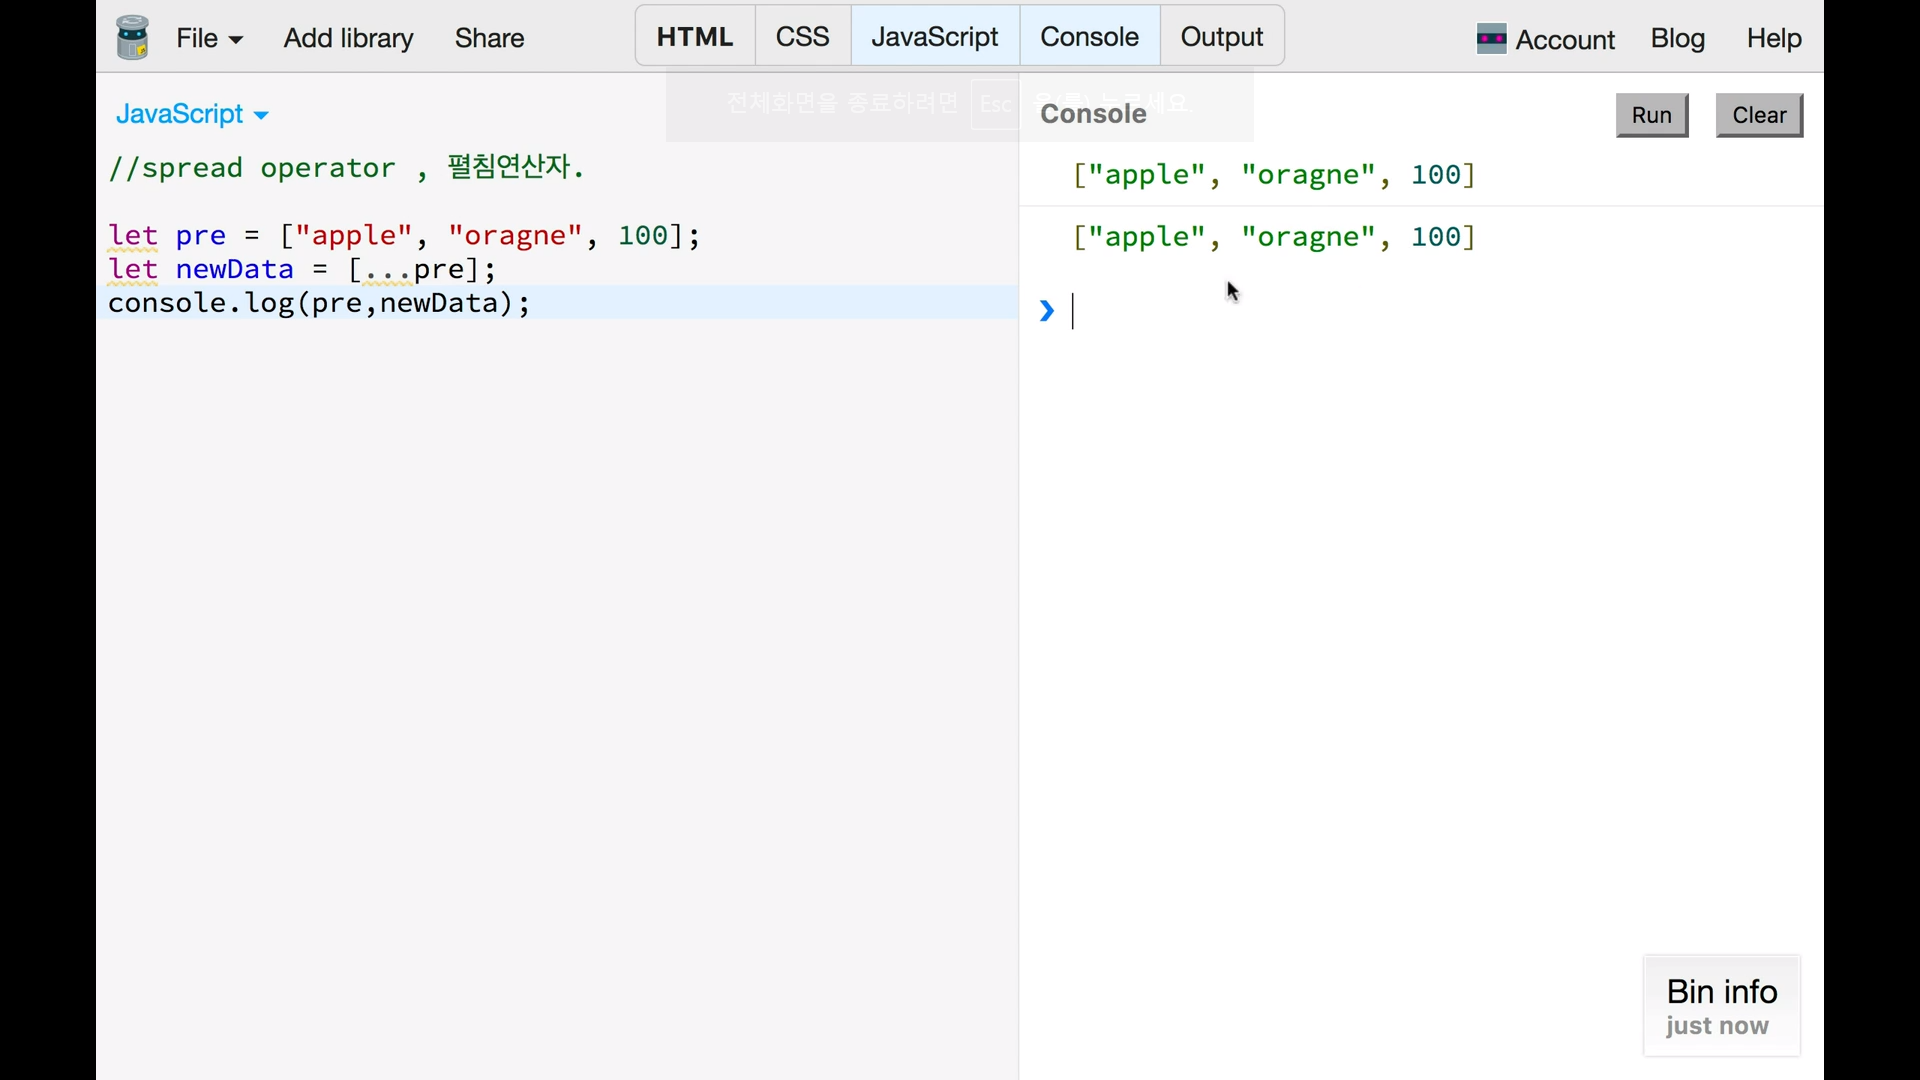 File Add library Share HTML CSS JavaScript Console Output Account Blog Help
전체화면을 종료하려면 Esc 을(를) 누르세요.
JavaScript
Console Run Clear
//spread operator , 펼침연산자.
let pre = ["apple", "oragne", 100];
let newData = [...pre];
console.log(pre,newData);
["apple", "oragne", 100]
["apple", "oragne", 100]
Bin info
just now